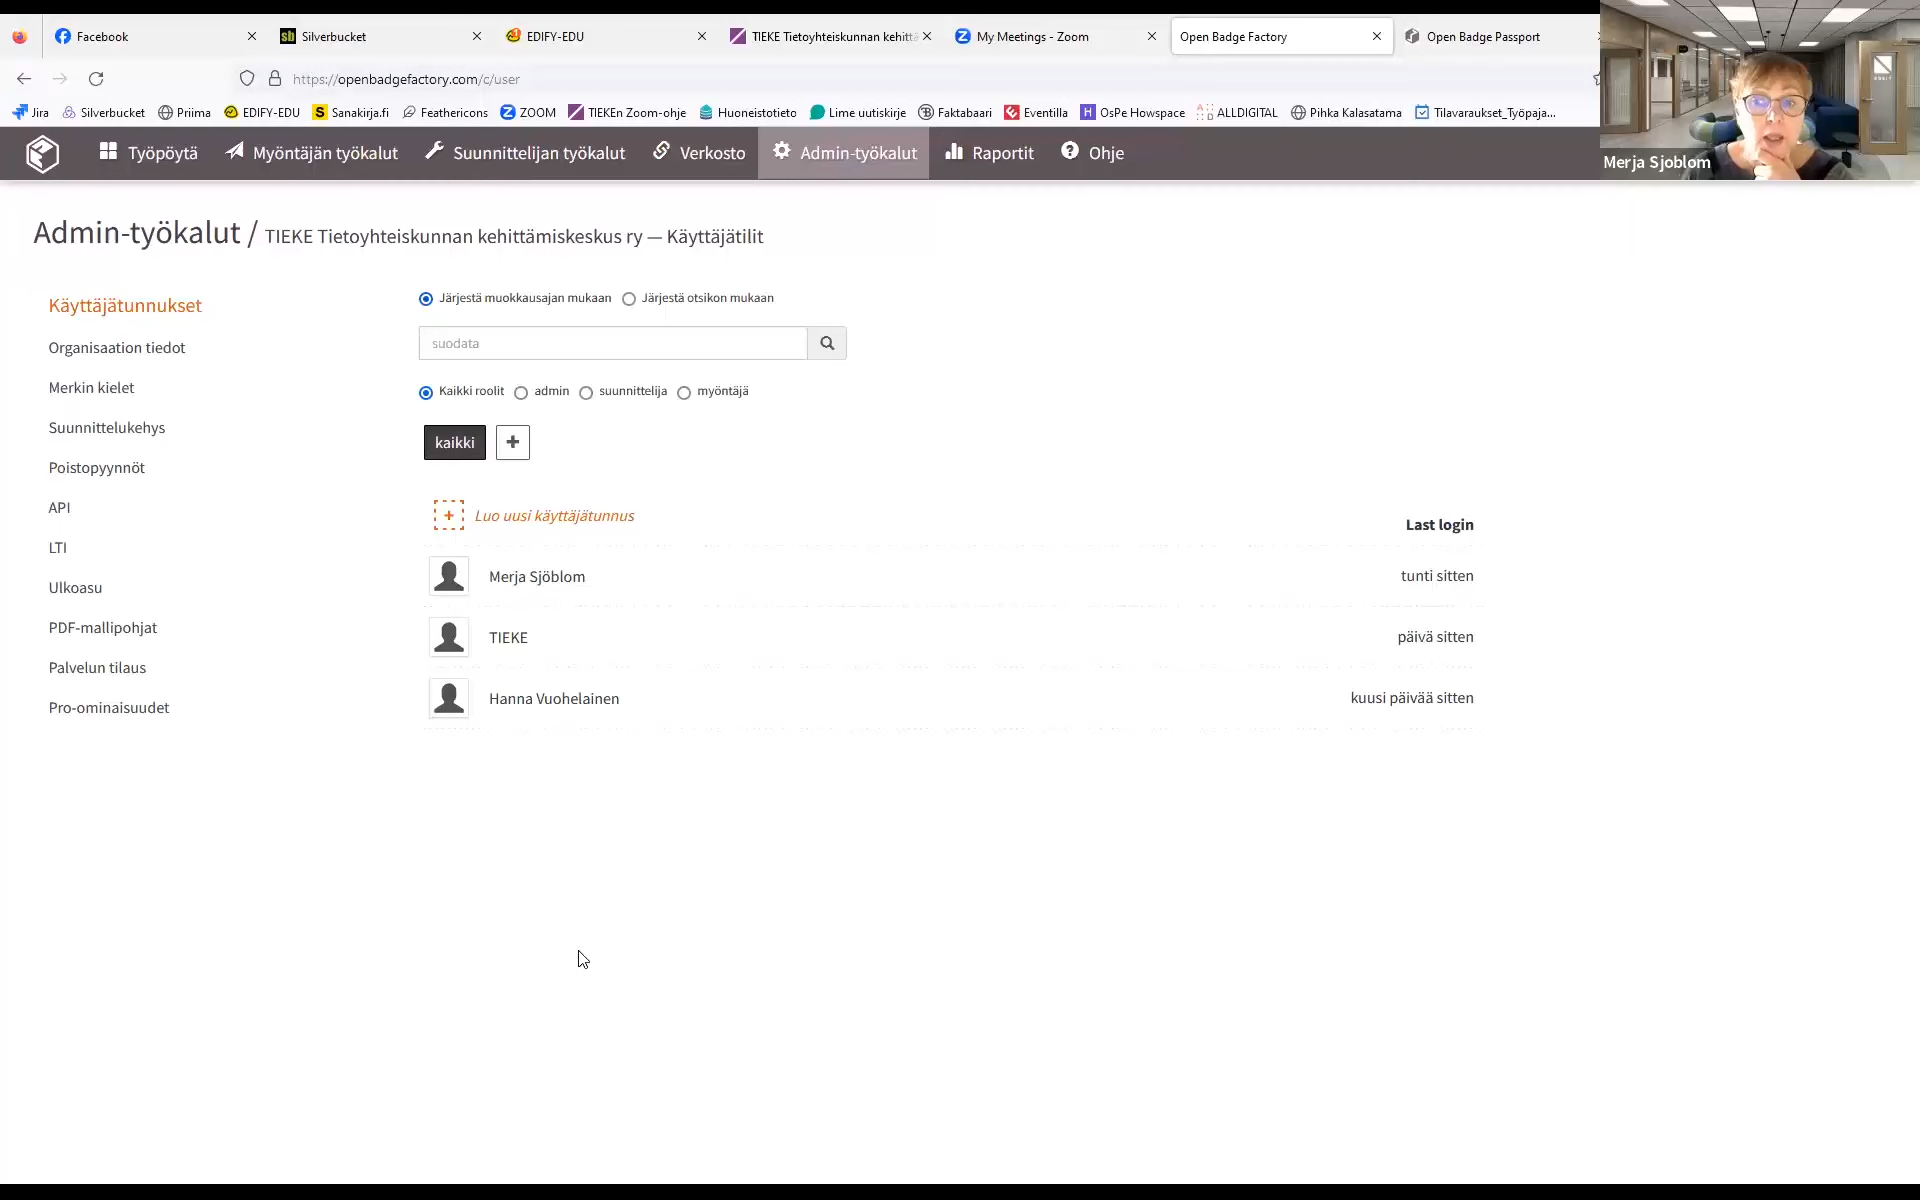 Facebook
Silverbucket
EDIFY-EDU
TIEKE Tietoyhteiskunnan kehittä
My Meetings - Zoom
Open Badge Factory
Open Badge Passport
https://openbadgefactory.com/c/user
Jira
Silverbucket
Priima
EDIFY-EDU
Sanakirja.fi
Feathericons
ZOOM
TIEKEn Zoom-ohje
Huoneistotieto
Lime uutiskirje
Faktabaari
Eventilla
OsPe Howspace
ALLDIGITAL
Pihka Kalasatama
Tilavaraukset_Työpaja...
Merja Sjoblom
Työpöytä
Myöntäjän työkalut
Suunnittelijan työkalut
Verkosto
Admin-työkalut
Raportit
Ohje
Admin-työkalut / TIEKE Tietoyhteiskunnan kehittämiskeskus ry — Käyttäjätilit
Käyttäjätunnukset
Organisaation tiedot
Merkin kielet
Suunnittelukehys
Poistopyynnöt
API
LTI
Ulkoasu
PDF-mallipohjat
Palvelun tilaus
Pro-ominaisuudet
Järjestä muokkausajan mukaan
Järjestä otsikon mukaan
suodata
Kaikki roolit
admin
suunnittelija
myöntäjä
kaikki
+
+ Luo uusi käyttäjätunnus
Last login
Merja Sjöblom
tunti sitten
TIEKE
päivä sitten
Hanna Vuohelainen
kuusi päivää sitten